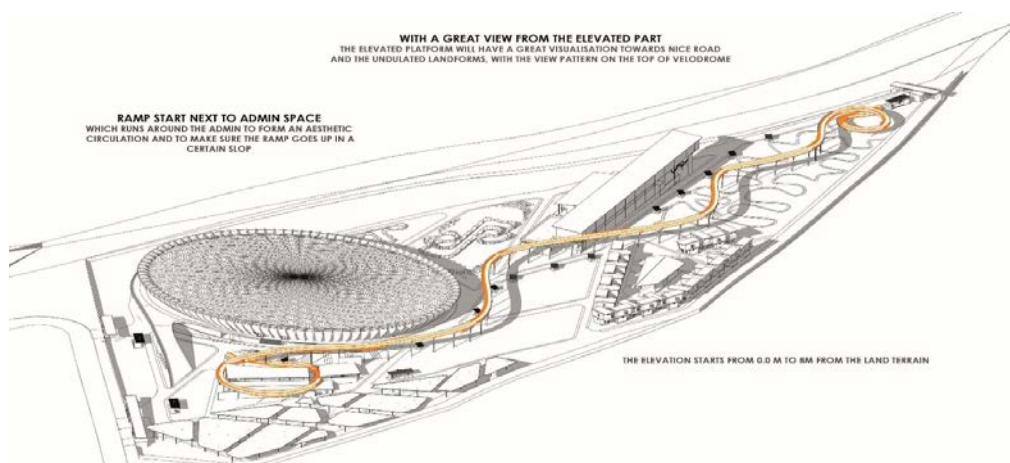 WITH A GREAT VIEW FROM THE ELEVATED PART
THE ELEVATED PLATFORM WILL HAVE A GREAT VISUALISATION TOWARDS NICE ROAD
AND THE UNDULATED LANDFORMS, WITH THE VIEW PATTERN ON THE TOP OF VELODROME
RAMP START NEXT TO ADMIN SPACE
WHICH RUNS AROUND THE ADMIN TO FORM AN AESTHETIC
CIRCULATION AND TO MAKE SURE THE RAMP GOES UP IN A
CERTAIN SLOP
THE ELEVATION STARTS FROM 0.0 M TO 8M FROM THE LAND TERRAIN